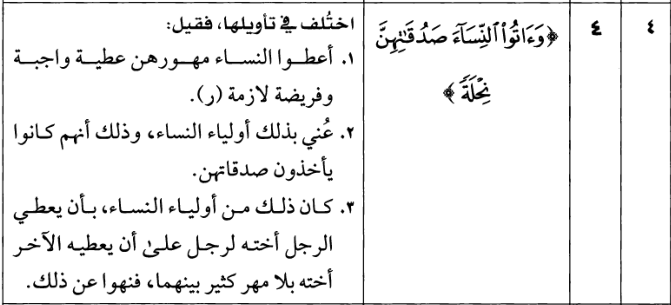 ٤
٤
﴿وَءَاتُواْ ٱلنِّسَآءَ صَدُقَٰتِهِنَّ
نِحۡلَةٗۚ﴾
اختُلف في تأويلها، فقيل:
١. أعطوا النساء مهورهن عطية واجبة
وفريضة لازمة (ر).
٢. عُني بذلك أولياء النساء، وذلك أنهم كانوا
يأخذون صدقاتهن.
٣. كان ذلك من أولياء النساء، بأن يعطي
الرجل أخته لرجل علىٰ أن يعطيه الآخر
أخته بلا مهر كثير بينهما، فنهوا عن ذلك.